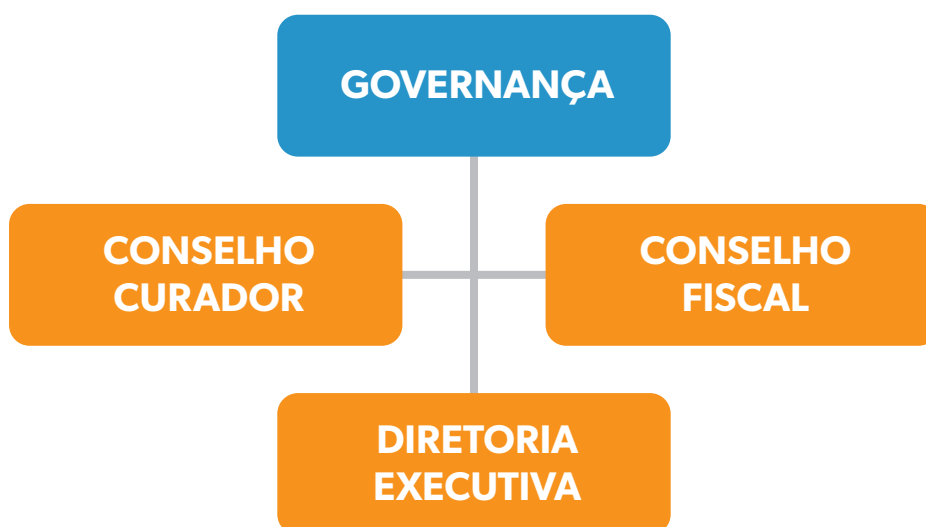 GOVERNANÇA
CONSELHO
CURADOR
CONSELHO
FISCAL
DIRETORIA
EXECUTIVA